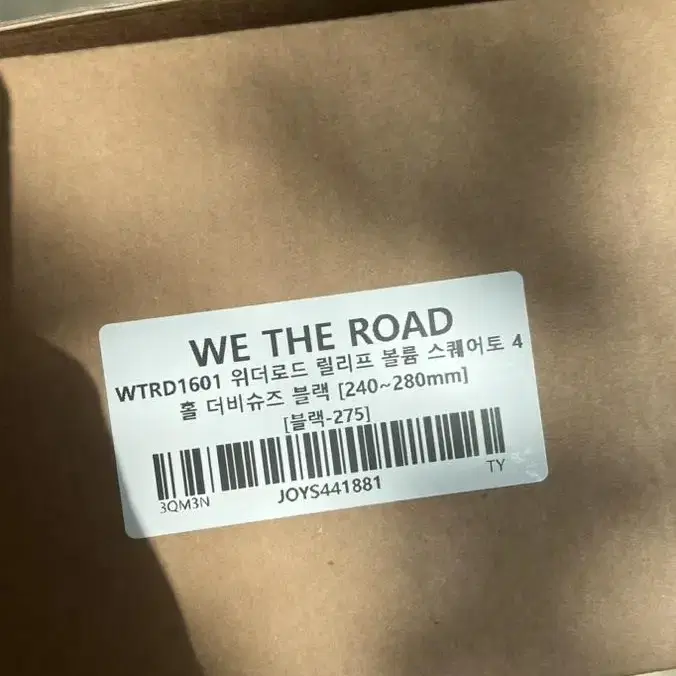 WE THE ROAD
WTRD1601 위더로드 릴리프 볼륨 스퀘어토 4
홀 더비슈즈 블랙 [240~280mm]
[블랙-275]
3QM3N
JOYS441881
TY